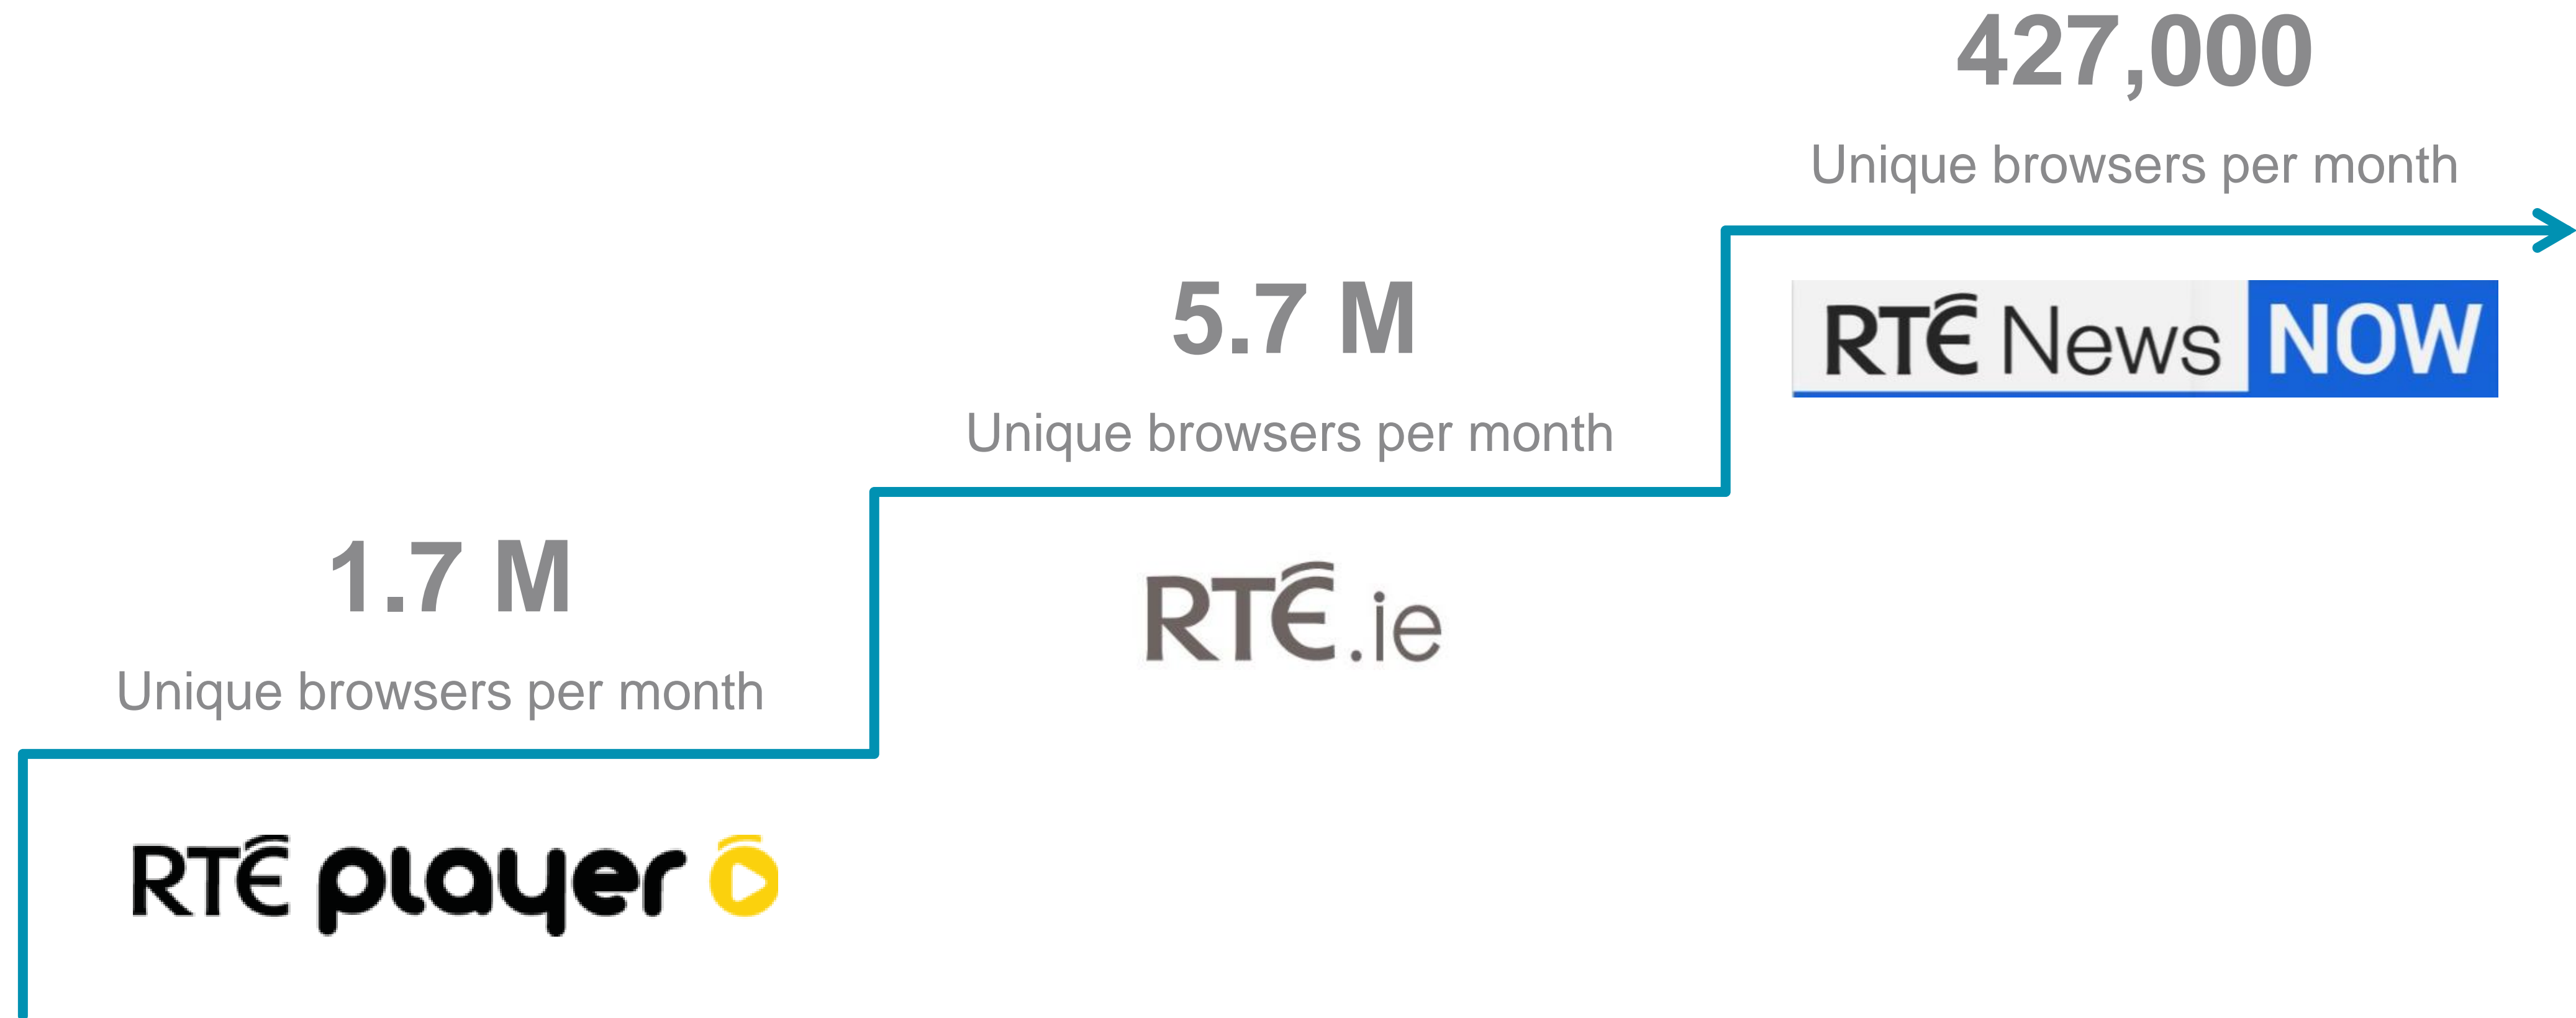 427,000
Unique browsers per month
RTÉ News NOW
5.7 M
Unique browsers per month
RTÉ.ie
1.7 M
Unique browsers per month
RTÉ player